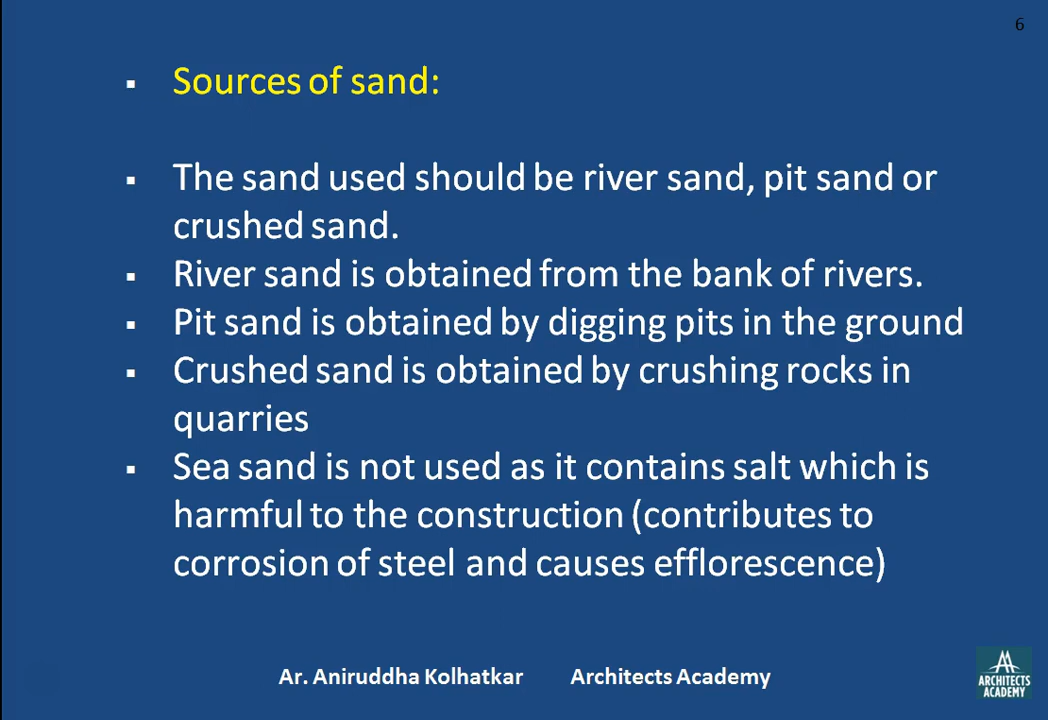 6
▪ Sources of sand:
▪ The sand used should be river sand, pit sand or
crushed sand.
▪ River sand is obtained from the bank of rivers.
▪ Pit sand is obtained by digging pits in the ground
▪ Crushed sand is obtained by crushing rocks in
quarries
▪ Sea sand is not used as it contains salt which is
harmful to the construction (contributes to
corrosion of steel and causes efflorescence)
Ar. Aniruddha Kolhatkar Architects Academy
ARCHITECTS
ACADEMY